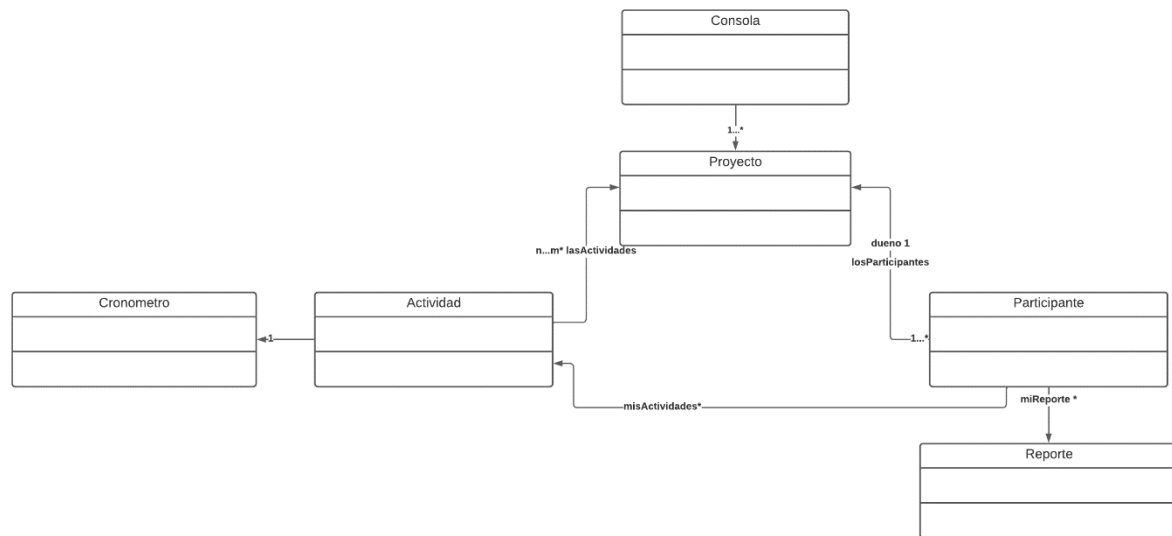 Consola
1...*
Proyecto
n...m* lasActividades
dueno 1
losParticipantes
Cronometro
Actividad
Participante
1
1...*
misActividades*
miReporte *
Reporte